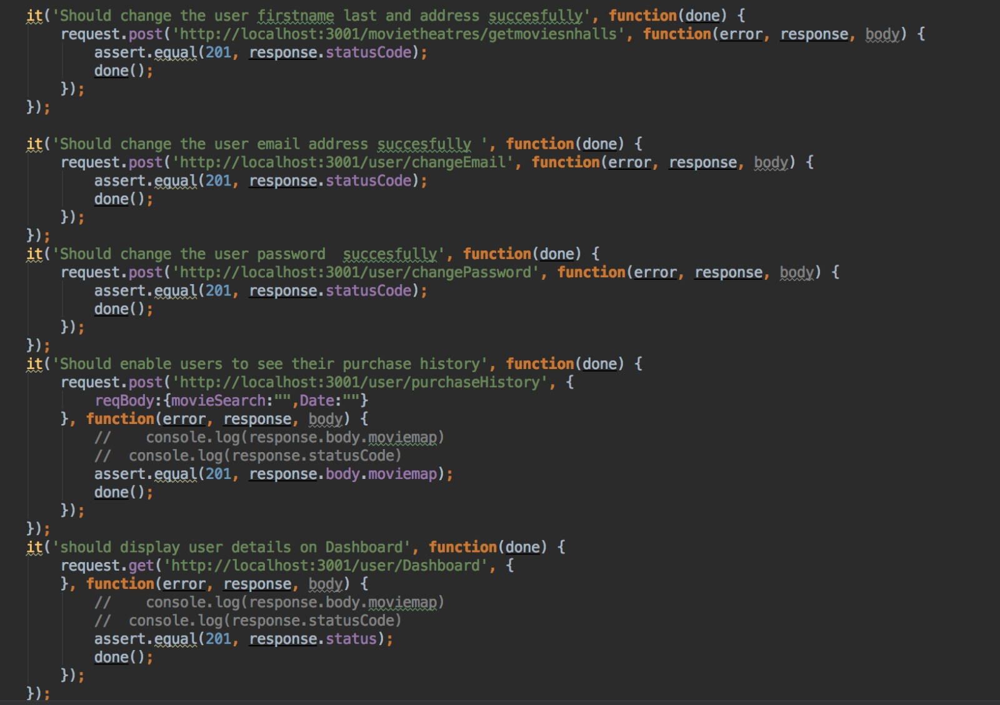 it('Should change the user firstname last and address succesfully', function(done) {
    request.post('http://localhost:3001/movietheatres/getmoviesnhalls', function(error, response, body) {
        assert.equal(201, response.statusCode);
        done();
    });
});

it('Should change the user email address succesfully ', function(done) {
    request.post('http://localhost:3001/user/changeEmail', function(error, response, body) {
        assert.equal(201, response.statusCode);
        done();
    });
});
it('Should change the user password  succesfully', function(done) {
    request.post('http://localhost:3001/user/changePassword', function(error, response, body) {
        assert.equal(201, response.statusCode);
        done();
    });
});
it('Should enable users to see their purchase history', function(done) {
    request.post('http://localhost:3001/user/purchaseHistory', {
        reqBody:{movieSearch:"",Date:""}
    }, function(error, response, body) {
        //    console.log(response.body.moviemap)
        //  console.log(response.statusCode)
        assert.equal(201, response.body.moviemap);
        done();
    });
});
it('should display user details on Dashboard', function(done) {
    request.get('http://localhost:3001/user/Dashboard', {
    }, function(error, response, body) {
        //    console.log(response.body.moviemap)
        //  console.log(response.statusCode)
        assert.equal(201, response.status);
        done();
    });
});